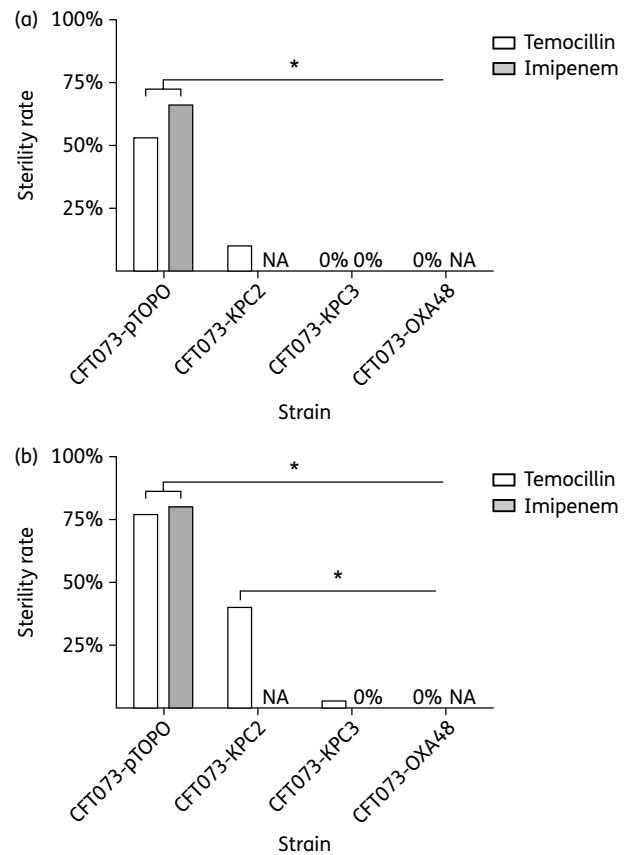 (a)
100%
75%
50%
25%
Sterility rate
*
Temocillin
Imipenem
NA
0% 0%
0% NA
CFT073-pTOPO
CFT073-KPC2
CFT073-KPC3
CFT073-OXA48
Strain
(b)
100%
75%
50%
25%
Sterility rate
*
*
Temocillin
Imipenem
NA
0%
0% NA
CFT073-pTOPO
CFT073-KPC2
CFT073-KPC3
CFT073-OXA48
Strain